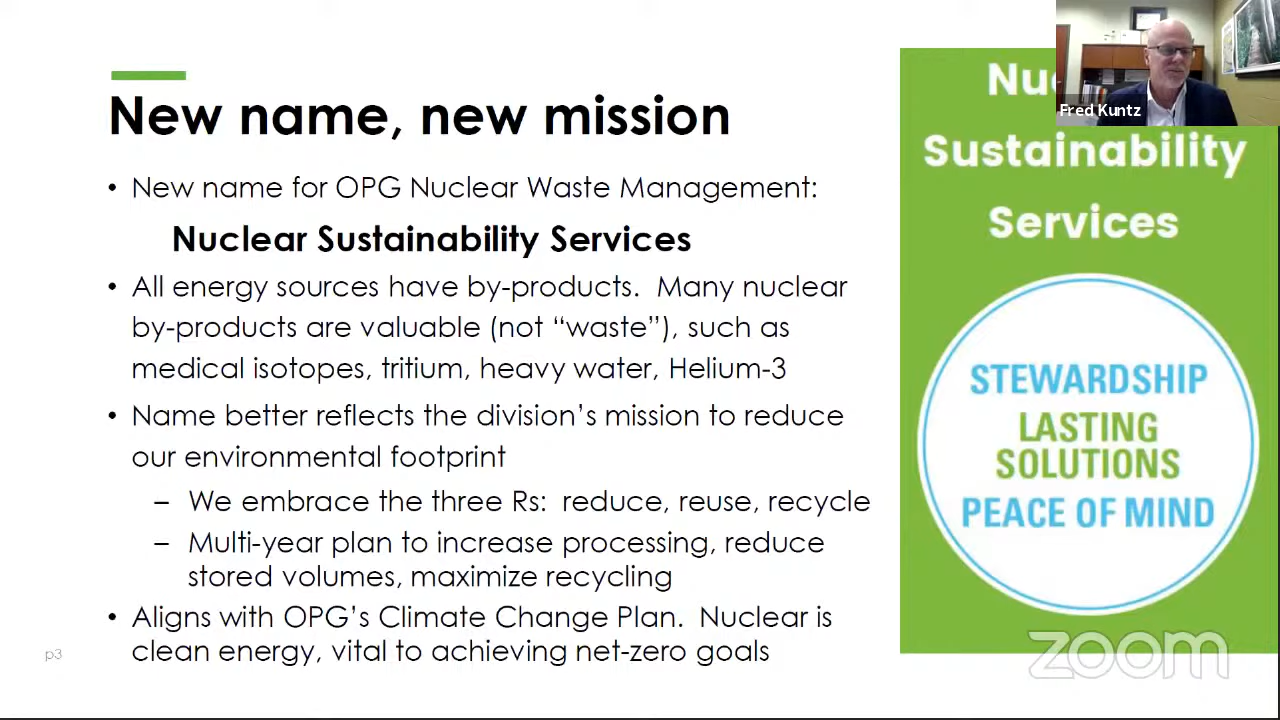 New name, new mission
• New name for OPG Nuclear Waste Management:
Nuclear Sustainability Services
• All energy sources have by-products.  Many nuclear
by-products are valuable (not “waste”), such as
medical isotopes, tritium, heavy water, Helium-3
• Name better reflects the division’s mission to reduce
our environmental footprint
– We embrace the three Rs:  reduce, reuse, recycle
– Multi-year plan to increase processing, reduce
stored volumes, maximize recycling
• Aligns with OPG’s Climate Change Plan.  Nuclear is
clean energy, vital to achieving net-zero goals
p3
Fred Kuntz
Sustainability
Services
STEWARDSHIP
LASTING
SOLUTIONS
PEACE OF MIND
zoom